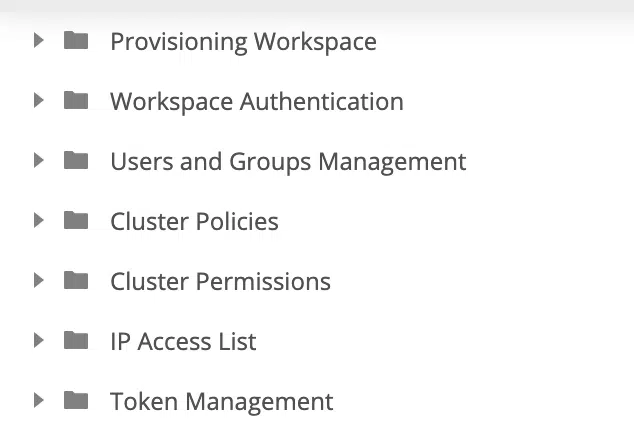 Provisioning Workspace
Workspace Authentication
Users and Groups Management
Cluster Policies
Cluster Permissions
IP Access List
Token Management